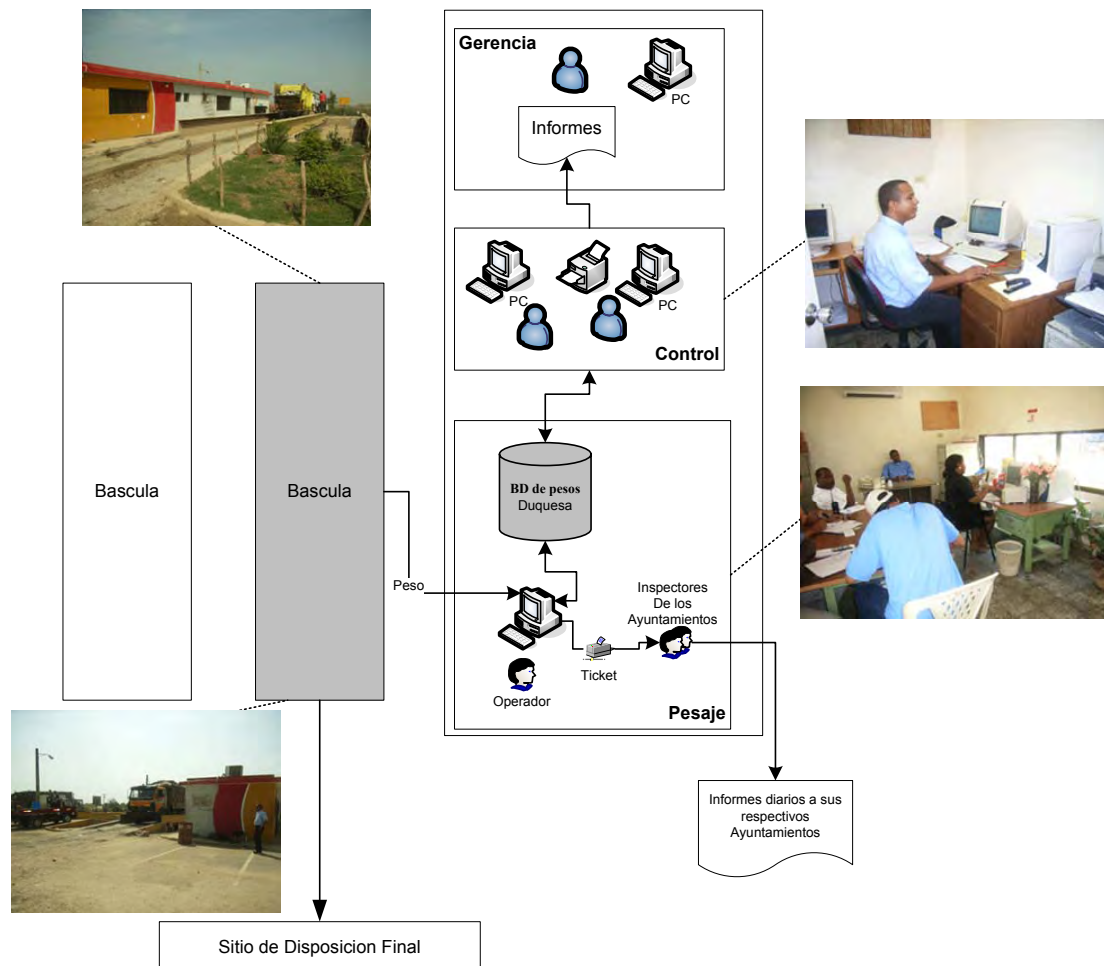 Gerencia
PC
Informes
PC
PC
Control
Bascula
Bascula
BD de pesos
Duquesa
Peso
Inspectores
De los
Ayuntamientos
Ticket
Operador
Pesaje
Informes diarios a sus
respectivos
Ayuntamientos
Sitio de Disposicion Final